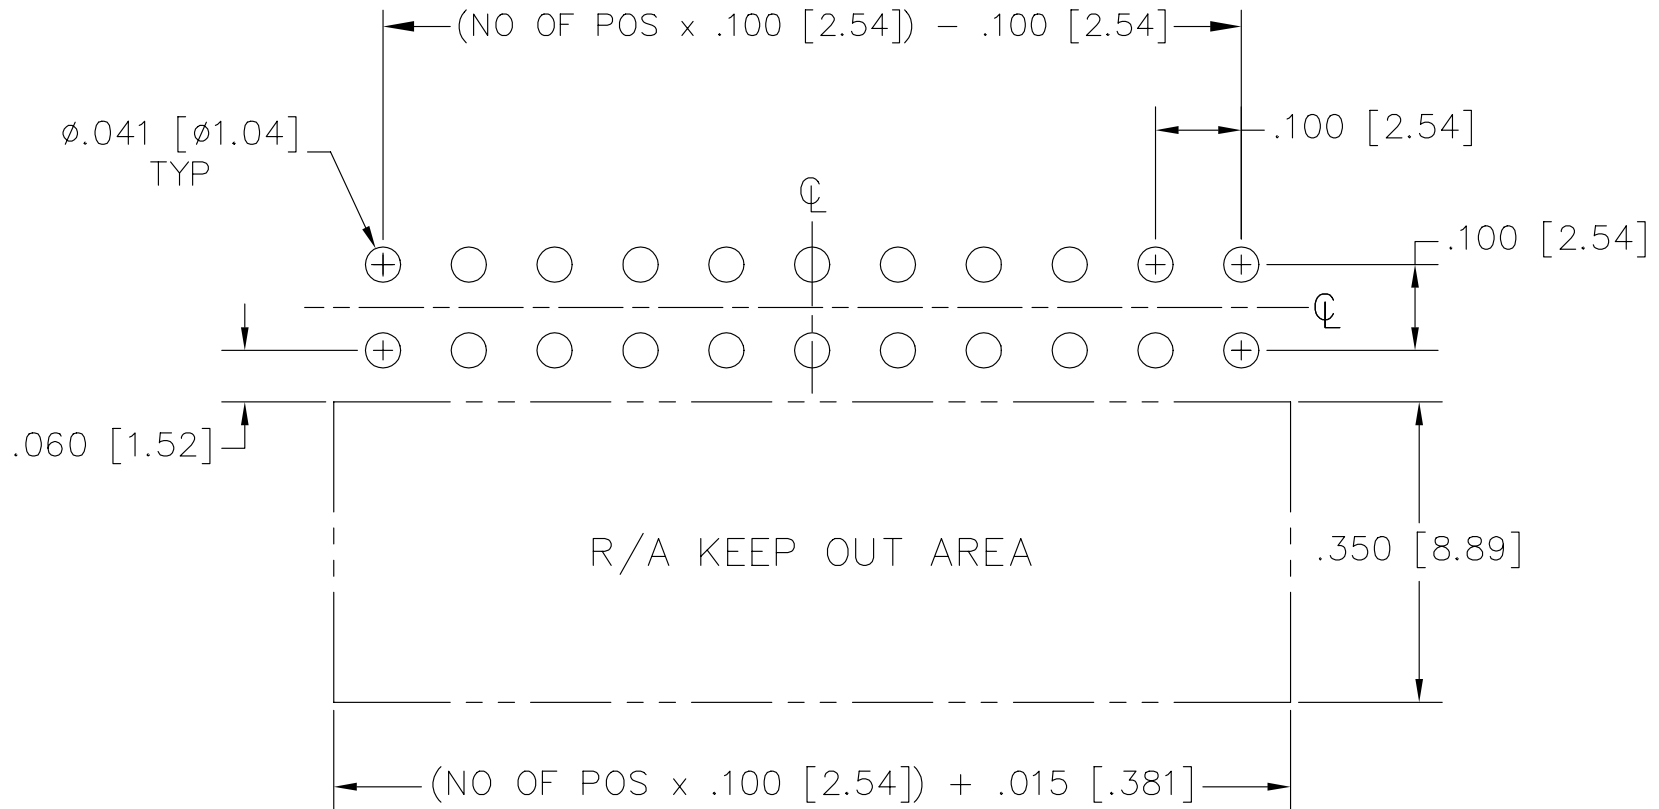 (NO OF POS x .100 [2.54]) - .100 [2.54]
ø.041 [ø1.04]
TYP
.100 [2.54]
℄
.100 [2.54]
℄
.060 [1.52]
R/A KEEP OUT AREA
.350 [8.89]
(NO OF POS x .100 [2.54]) + .015 [.381]